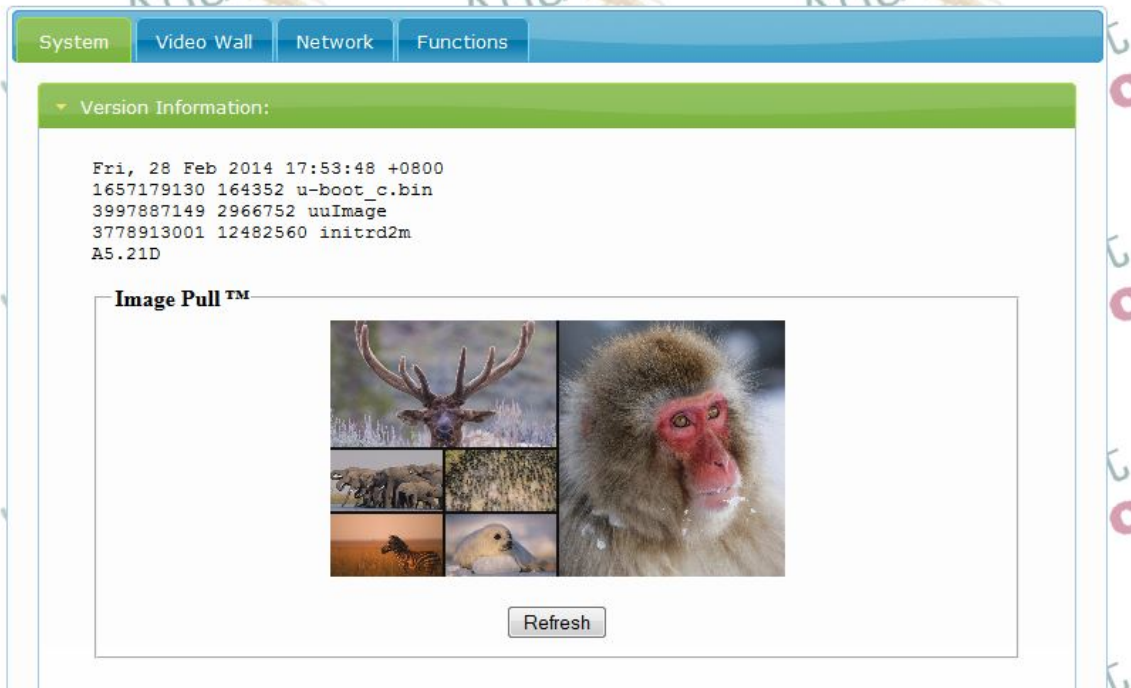 System
Video Wall
Network
Functions
Version Information:
Fri, 28 Feb 2014 17:53:48 +0800
1657179130 164352 u-boot_c.bin
3997887149 2966752 uuImage
3778913001 12482560 initrd2m
A5.21D
Image Pull ™
Refresh